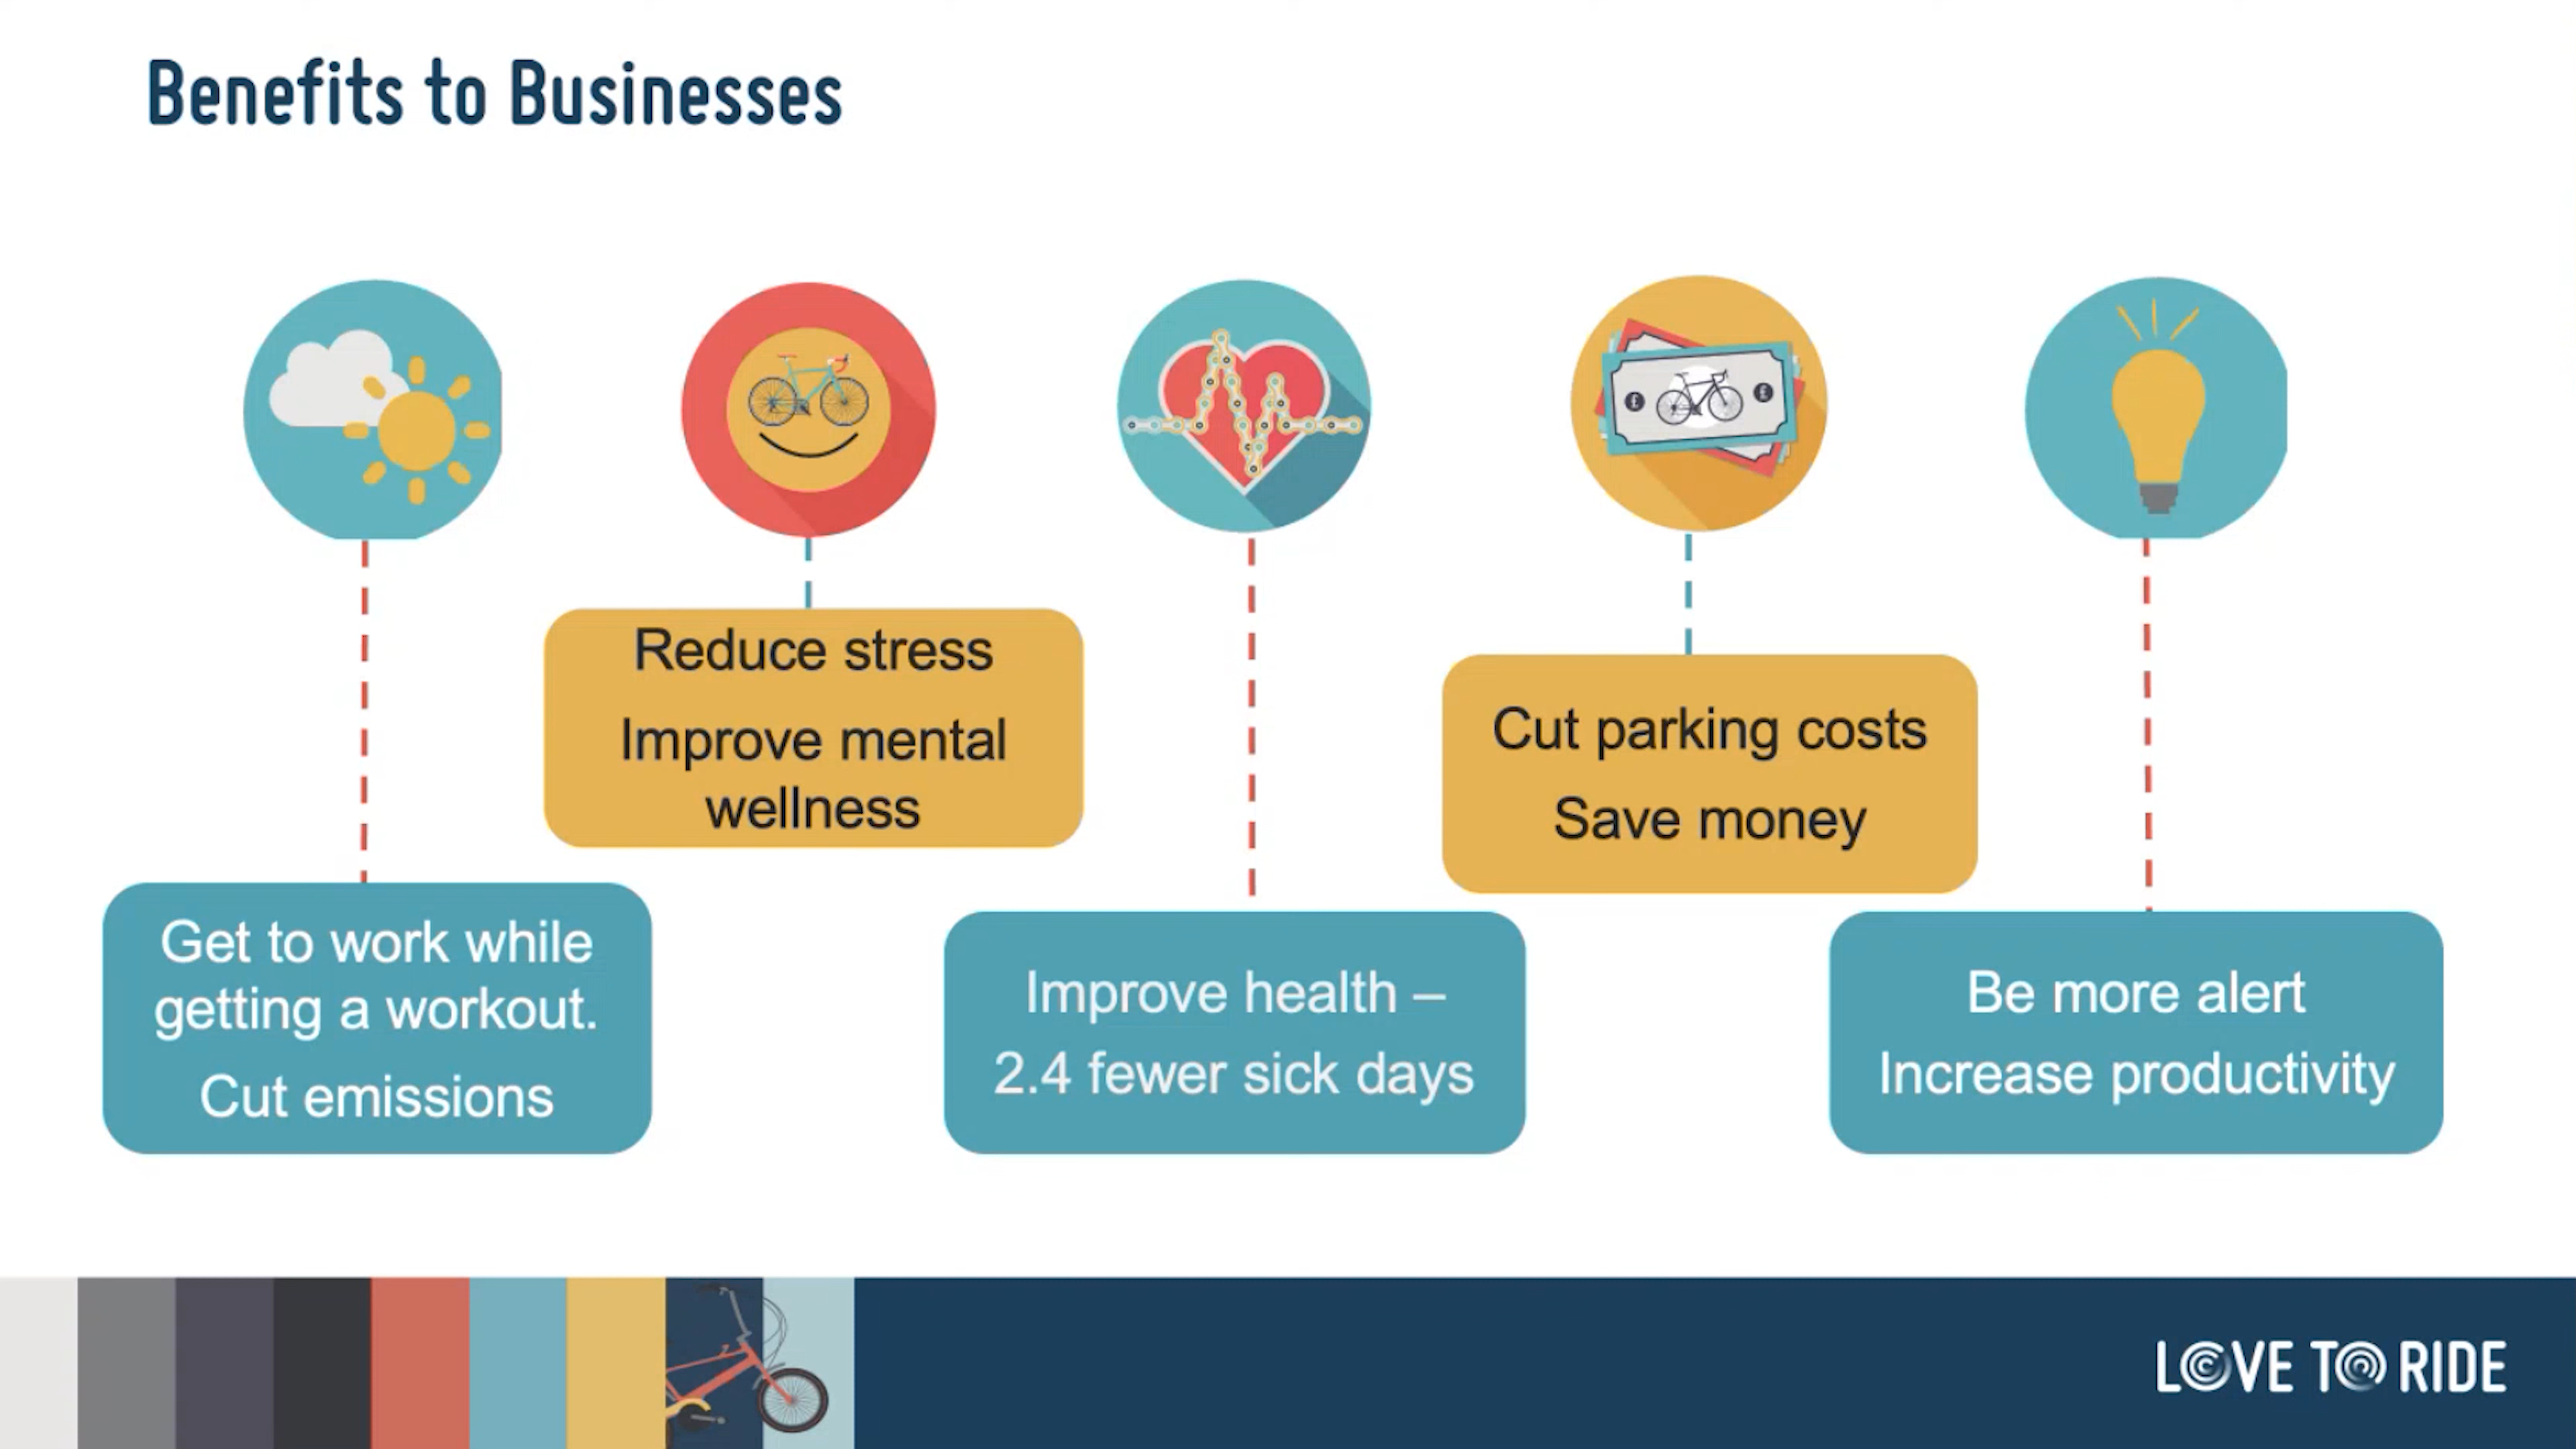 Benefits to Businesses
£ £
Reduce stress
Improve mental
wellness
Cut parking costs
Save money
Get to work while
getting a workout.
Cut emissions
Improve health –
2.4 fewer sick days
Be more alert
Increase productivity
LOVE TO RIDE